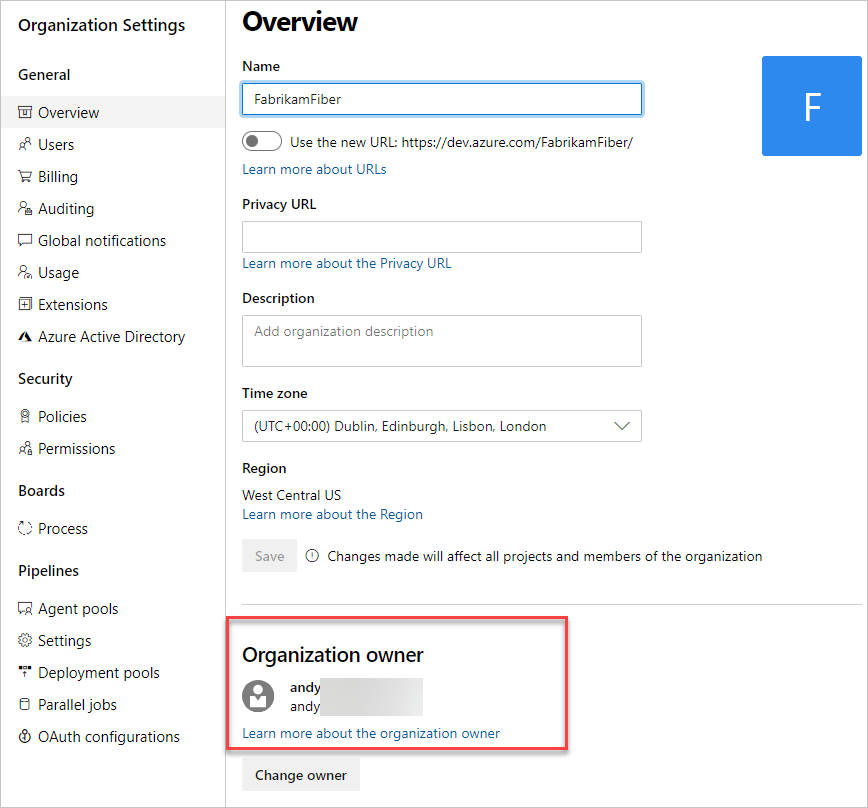 Organization Settings
General
Overview
Users
Billing
Auditing
Global notifications
Usage
Extensions
Azure Active Directory
Security
Policies
Permissions
Boards
Process
Pipelines
Agent pools
Settings
Deployment pools
Parallel jobs
OAuth configurations
Overview
Name
FabrikamFiber
F
Use the new URL: https://dev.azure.com/FabrikamFiber/
Learn more about URLs
Privacy URL
Learn more about the Privacy URL
Description
Add organization description
Time zone
(UTC+00:00) Dublin, Edinburgh, Lisbon, London
Region
West Central US
Learn more about the Region
Save
Changes made will affect all projects and members of the organization
Organization owner
andy
andy
Learn more about the organization owner
Change owner